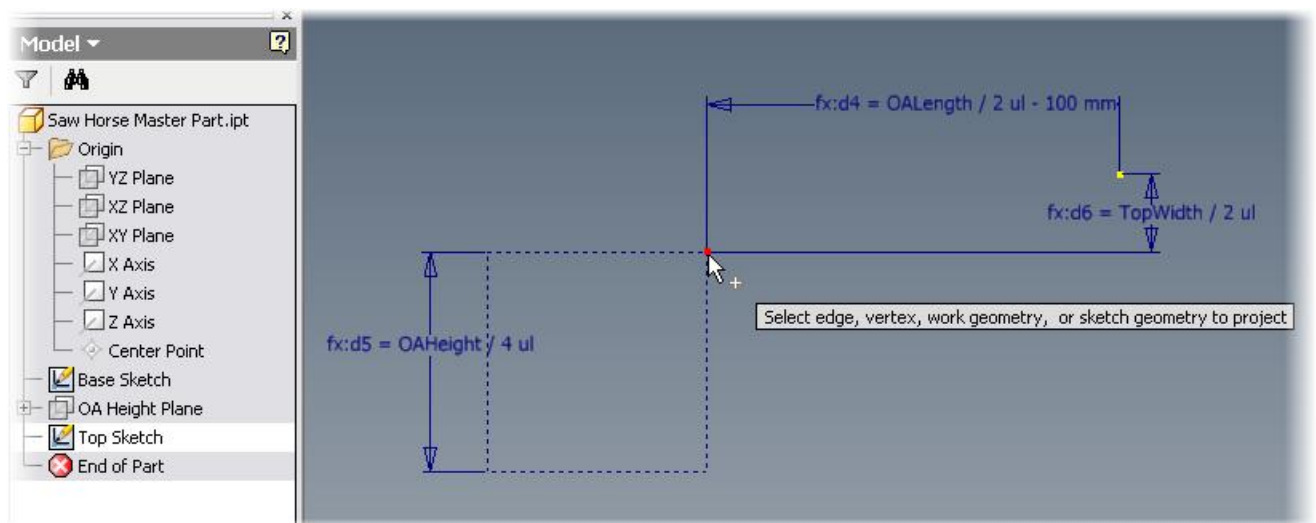 Model
Saw Horse Master Part.ipt
Origin
YZ Plane
XZ Plane
XY Plane
X Axis
Y Axis
Z Axis
Center Point
Base Sketch
OA Height Plane
Top Sketch
End of Part
fx:d4 = OALength / 2 ul - 100 mm
fx:d6 = TopWidth / 2 ul
Select edge, vertex, work geometry, or sketch geometry to project
fx:d5 = OAHeight / 4 ul